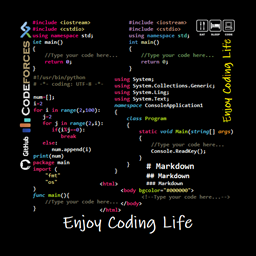 #include <iostream>
#include <cstdio>
using namespace std;
int main()
{
//Type your code here...
return 0;
}
#!/usr/bin/python
# -*- coding: UTF-8 -*-
num=[];
i=2
for i in range(2,100):
j=2
for j in range(2,i):
if(i%j==0):
break
else:
num.append(i)
print(num)
package main
import (
"fmt"
"os"
)
func main(){
//Type your code here...
}
CODEFORCES
GitHub
#include <iostream>
#include <cstdio>
using namespace std;
int main()
{
//Type your code here...
return 0;
}
using System;
using System.Collections.Generic;
using System.Linq;
using System.Text;
namespace ConsoleApplication1
{
class Program
{
static void Main(string[] args)
{
//Type your code here...
Console.ReadKey();
}
# Markdown
## Markdown
### Markdown
<html>
<body bgcolor="#000000">
<!--Type your code here...-->
</body>
</html>
EAT
SLEEP
CODE
Enjoy Coding Life
Enjoy Coding Life